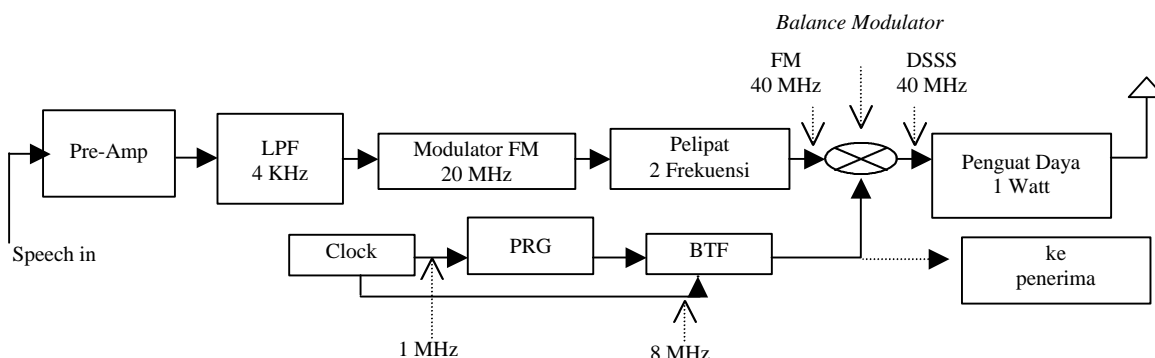 Balance Modulator
FM
40 MHz
DSSS
40 MHz
Pre-Amp
LPF
4 KHz
Modulator FM
20 MHz
Pelipat
2 Frekuensi
Penguat Daya
1 Watt
Speech in
Clock
PRG
BTF
ke
penerima
1 MHz
8 MHz